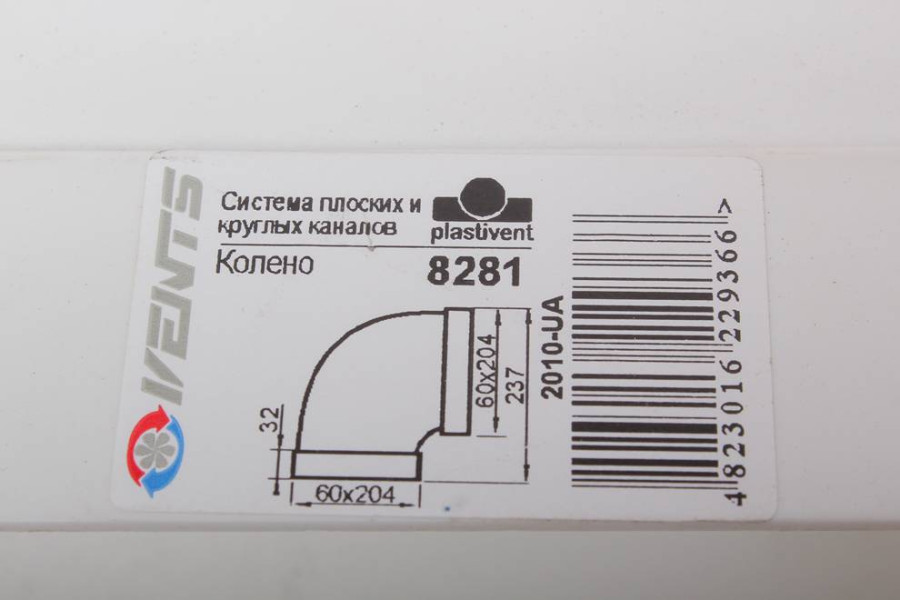 VENTS
Система плоских и
круглых каналов
plastivent
Колено
8281
32
60x204
60x204
237
2010-UA
4 823016 229366 >